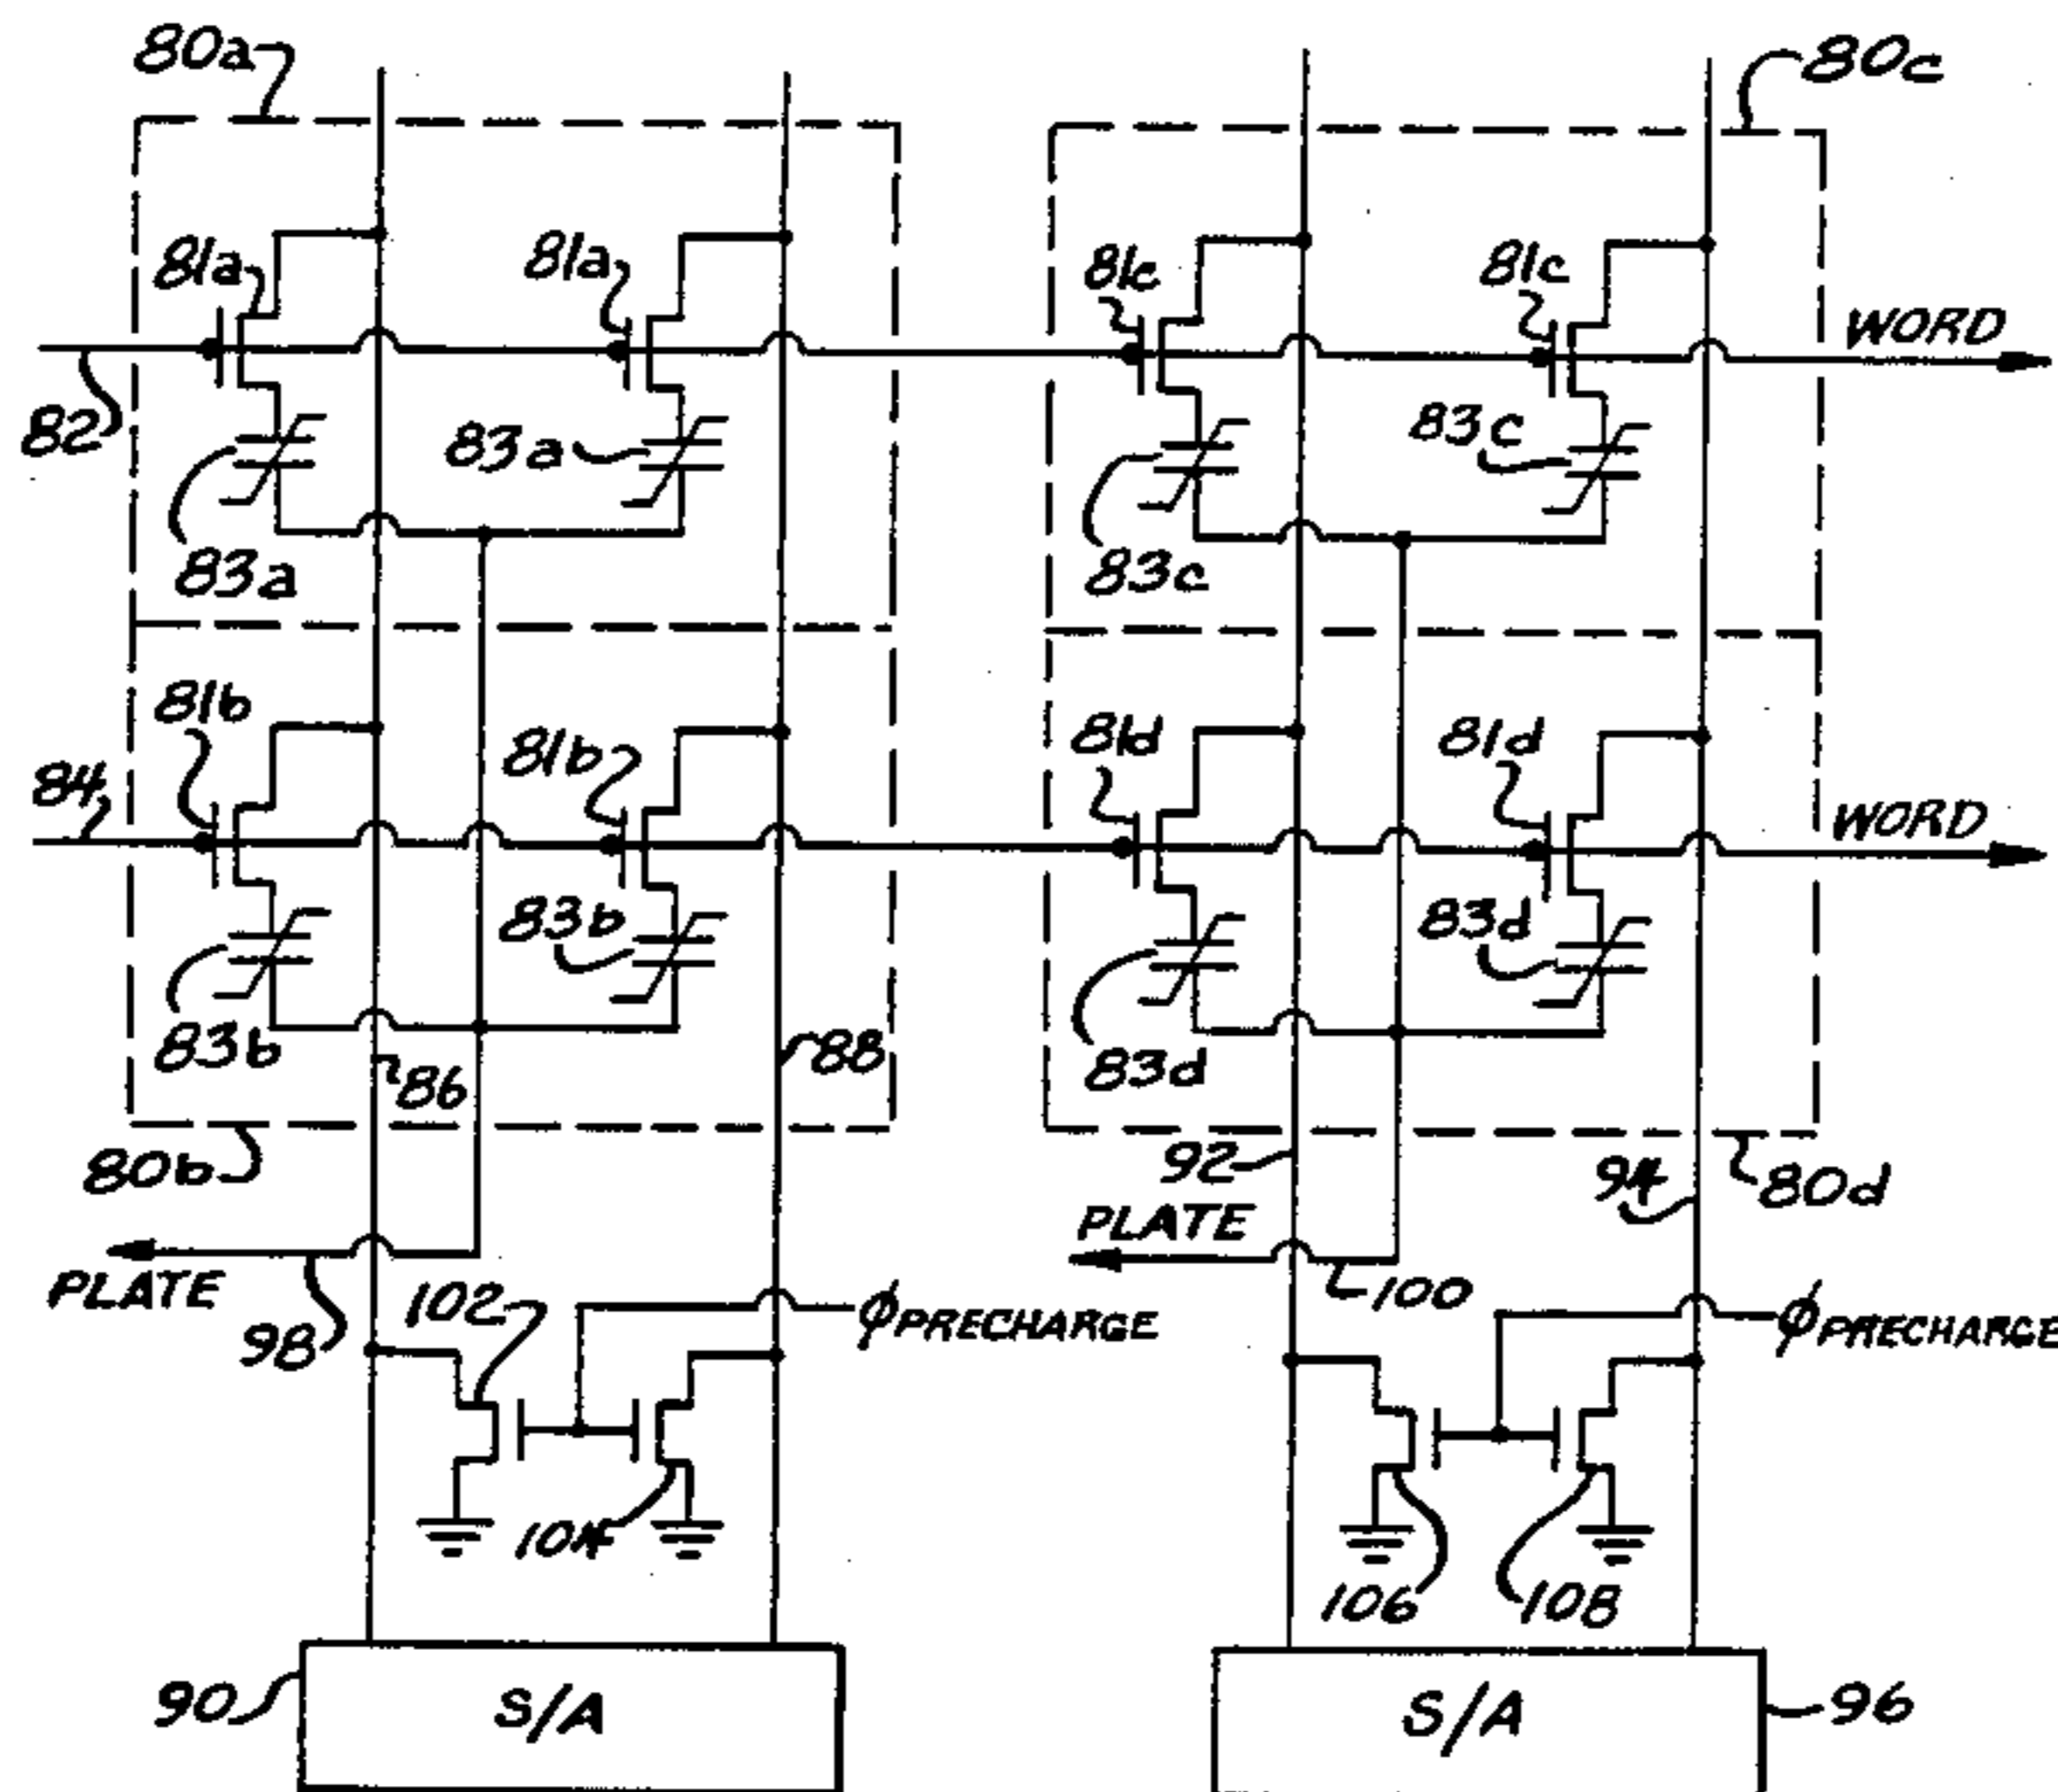 80a
80c
81a
81a
81c
81c
WORD
82
83a
83c
83a
83c
81b
81b
81d
81d
84
WORD
83b
83d
83b
88
83d
86
80b
92
94
80d
PLATE
PLATE
98
102
ϕPRECHARGE
100
ϕPRECHARGE
104
106
108
90
S/A
S/A
96